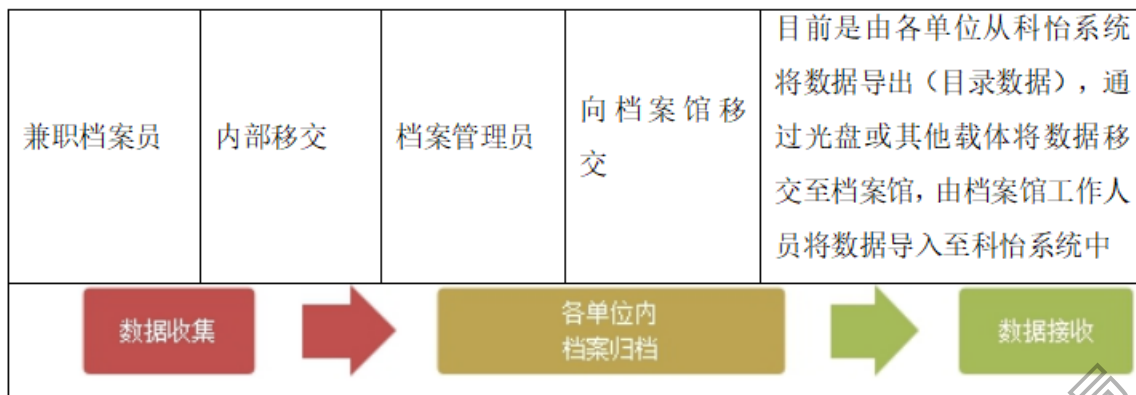 兼职档案员
内部移交
档案管理员
向档案馆移
交
目前是由各单位从科怡系统
将数据导出（目录数据），通
过光盘或其他载体将数据移
交至档案馆，由档案馆工作人
员将数据导入至科怡系统中
数据收集
各单位内
档案归档
数据接收